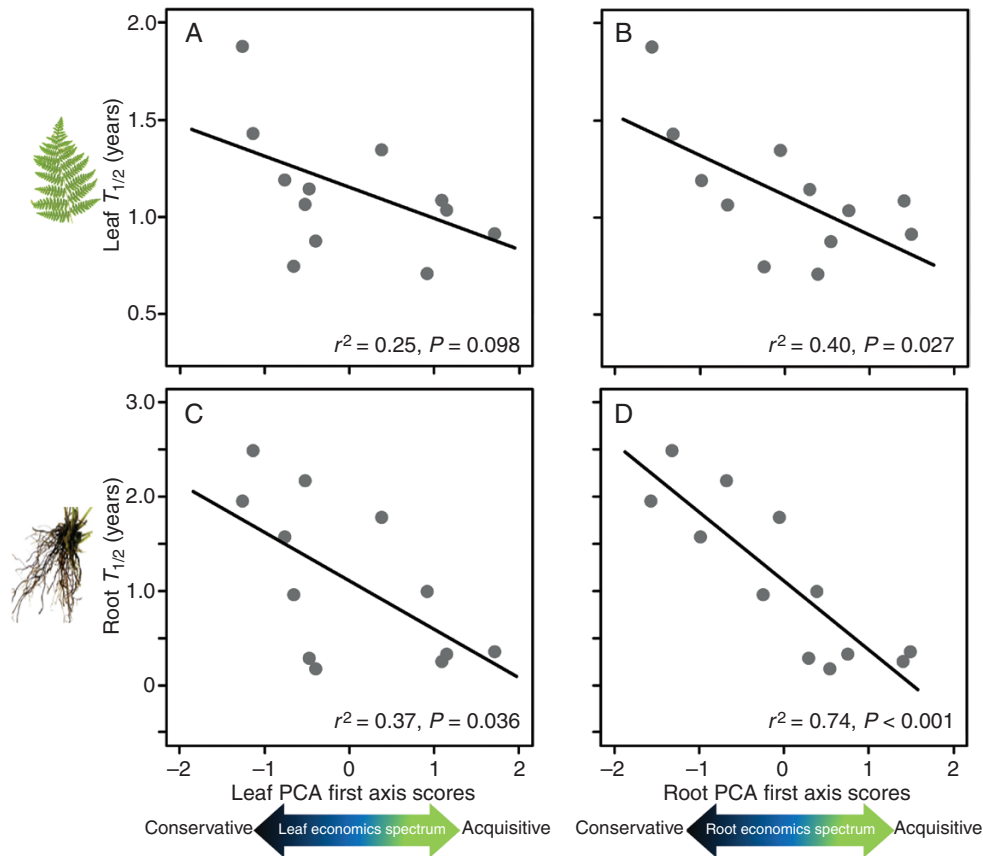 A
B
2.0
1.5
1.0
0.5
Leaf T1/2 (years)
r2 = 0.25, P = 0.098
r2 = 0.40, P = 0.027
C
D
3.0
2.0
1.0
0
Root T1/2 (years)
r2 = 0.37, P = 0.036
r2 = 0.74, P < 0.001
−2 −1 0 1 2
−2 −1 0 1 2
Leaf PCA first axis scores
Root PCA first axis scores
Conservative Leaf economics spectrum Acquisitive
Conservative Root economics spectrum Acquisitive